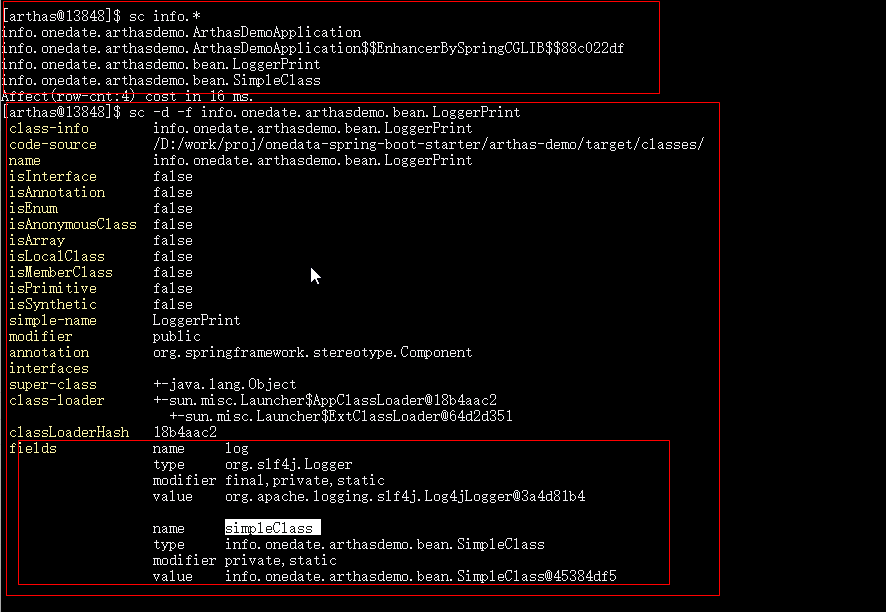 [arthas@13848]$ sc info.*
info.onedate.arthasdemo.ArthasDemoApplication
info.onedate.arthasdemo.ArthasDemoApplication$$EnhancerBySpringCGLIB$$88c022df
info.onedate.arthasdemo.bean.LoggerPrint
info.onedate.arthasdemo.bean.SimpleClass
Affect(row-cnt:4) cost in 16 ms.
[arthas@13848]$ sc -d -f info.onedate.arthasdemo.bean.LoggerPrint
class-info info.onedate.arthasdemo.bean.LoggerPrint
code-source /D:/work/proj/onedata-spring-boot-starter/arthas-demo/target/classes/
name info.onedate.arthasdemo.bean.LoggerPrint
isInterface false
isAnnotation false
isEnum false
isAnonymousClass false
isArray false
isLocalClass false
isMemberClass false
isPrimitive false
isSynthetic false
simple-name LoggerPrint
modifier public
annotation org.springframework.stereotype.Component
interfaces
super-class +-java.lang.Object
class-loader +-sun.misc.Launcher$AppClassLoader@18b4aac2
+-sun.misc.Launcher$ExtClassLoader@64d2d351
classLoaderHash 18b4aac2
fields name log
type org.slf4j.Logger
modifier final,private,static
value org.apache.logging.slf4j.Log4jLogger@3a4d81b4
name simpleClass
type info.onedate.arthasdemo.bean.SimpleClass
modifier private,static
value info.onedate.arthasdemo.bean.SimpleClass@45384df5